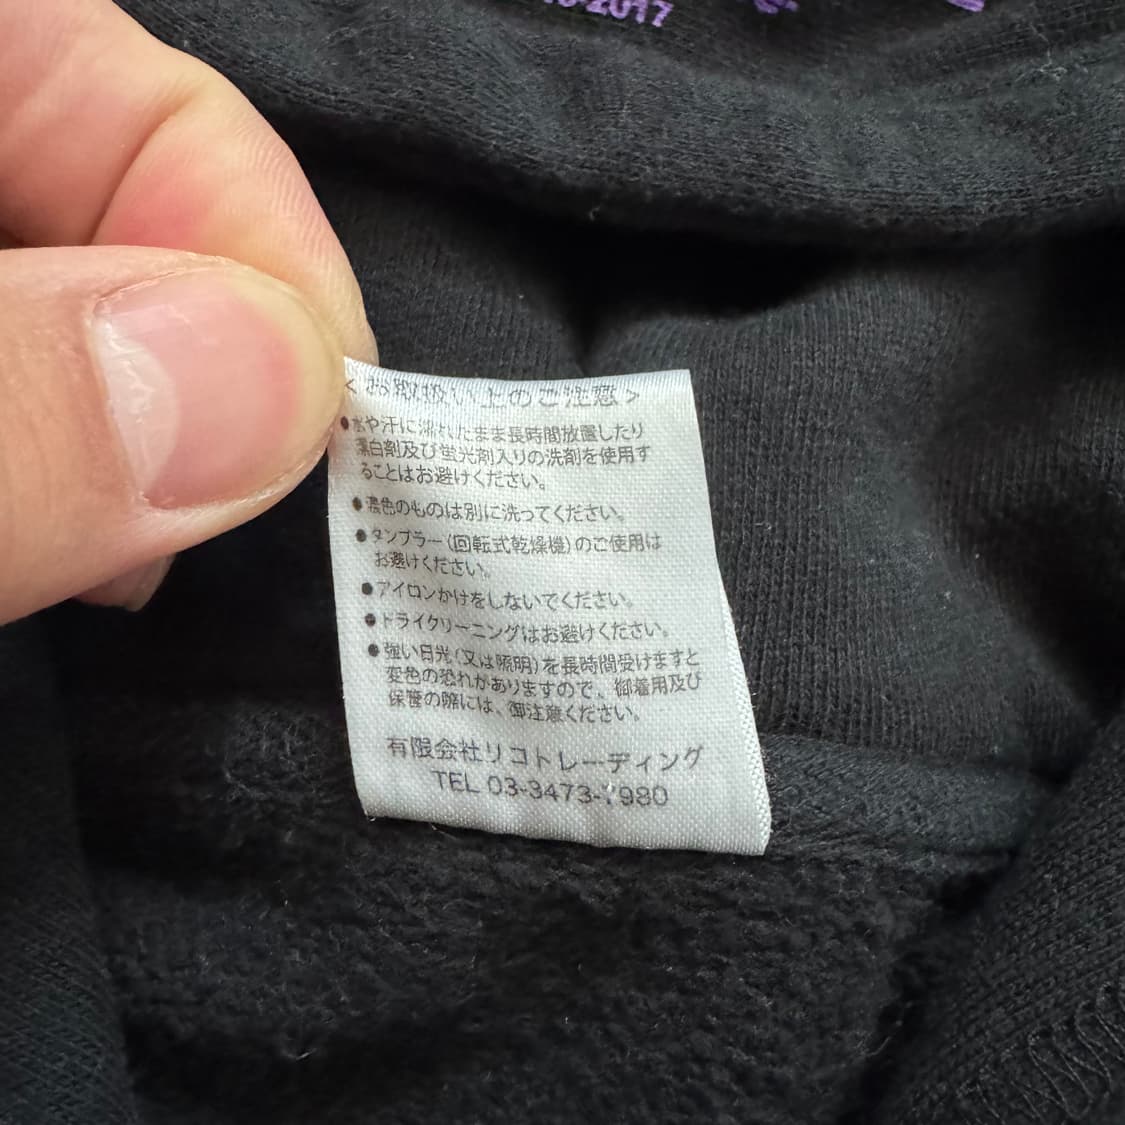 2017
＜お取扱い上のご注意＞
●水や汗に濡れたまま長時間放置したり
漂白剤及び蛍光剤入りの洗剤を使用す
ることはお避けください。
●濃色のものは別に洗ってください。
●タンブラー(回転式乾燥機)のご使用は
お避けください。
●アイロンかけをしないでください。
●ドライクリーニングはお避けください。
●強い日光(又は照明)を長時間受けますと
変色の恐れがありますので、御着用及び
保管の際には、御注意ください。
有限会社リコトレーディング
TEL 03-3473-1980